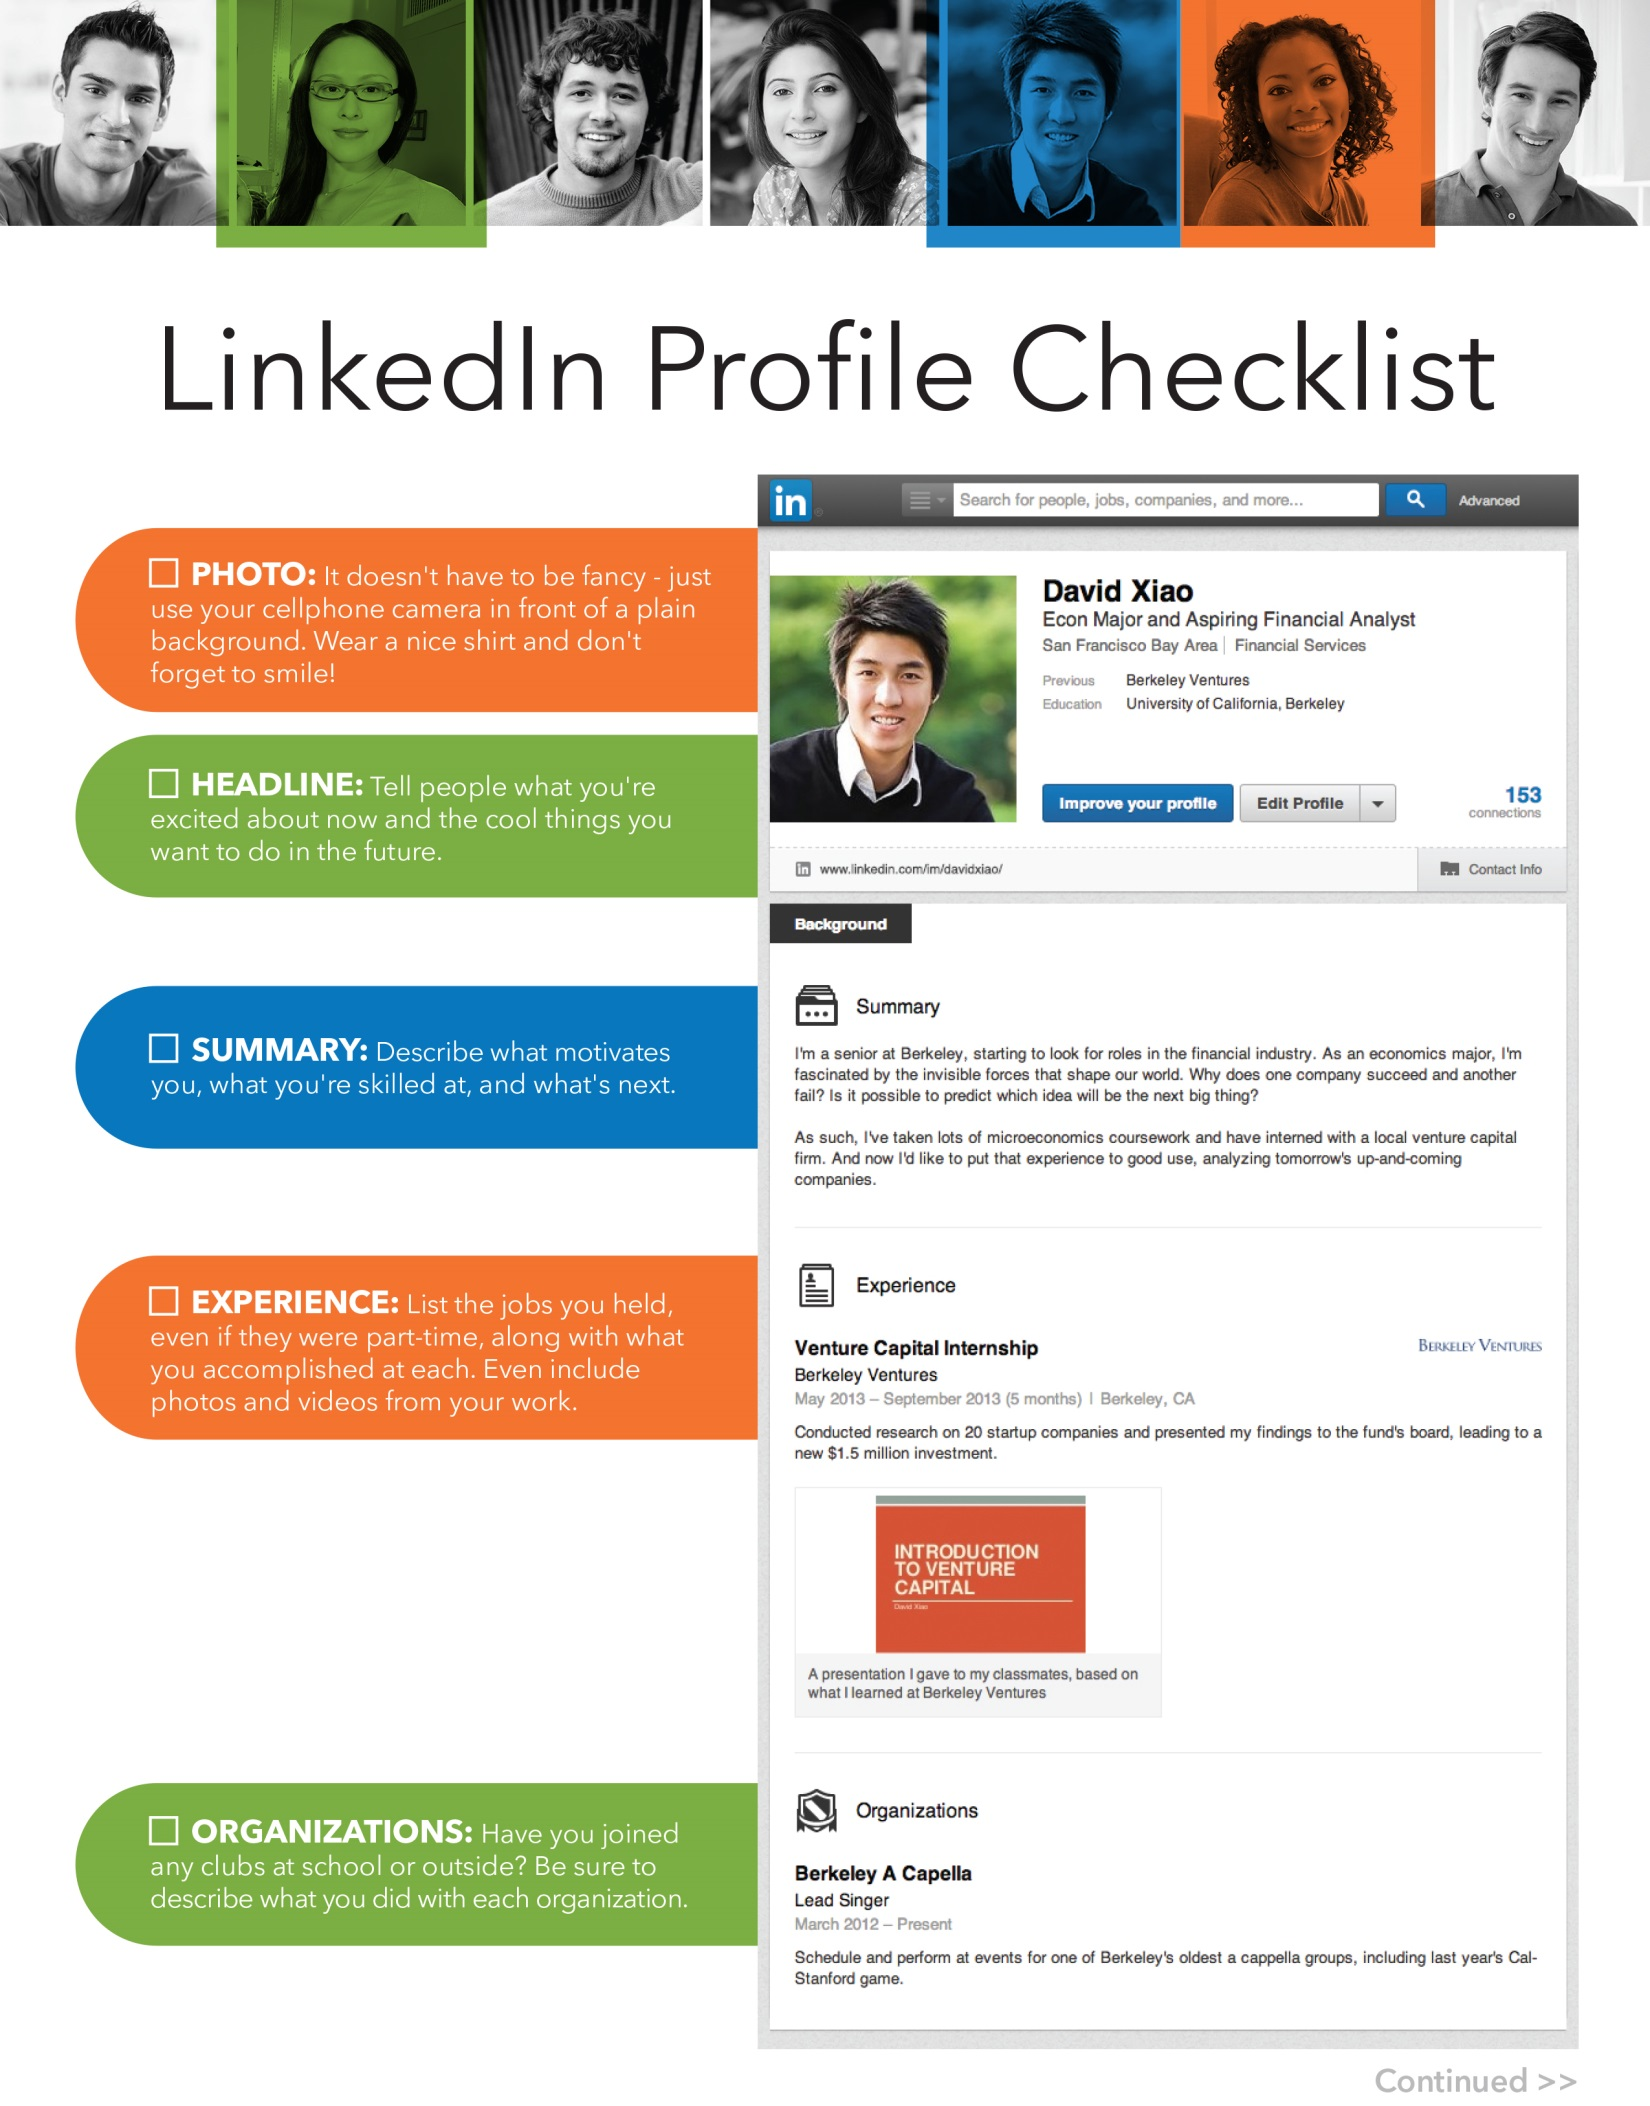 LinkedIn Profile Checklist
PHOTO: It doesn't have to be fancy - just
use your cellphone camera in front of a plain
background. Wear a nice shirt and don't
forget to smile!
HEADLINE: Tell people what you're
excited about now and the cool things you
want to do in the future.
SUMMARY: Describe what motivates
you, what you're skilled at, and what's next.
EXPERIENCE: List the jobs you held,
even if they were part-time, along with what
you accomplished at each. Even include
photos and videos from your work.
ORGANIZATIONS: Have you joined
any clubs at school or outside? Be sure to
describe what you did with each organization.
in
Search for people, jobs, companies, and more...
Advanced
David Xiao
Econ Major and Aspiring Financial Analyst
San Francisco Bay Area | Financial Services
Previous Berkeley Ventures
Education University of California, Berkeley
Improve your profile
Edit Profile
153
connections
in www.linkedin.com/im/davidxiao/
Contact Info
Background
Summary
I'm a senior at Berkeley, starting to look for roles in the financial industry. As an economics major, I'm
fascinated by the invisible forces that shape our world. Why does one company succeed and another
fail? Is it possible to predict which idea will be the next big thing?
As such, I've taken lots of microeconomics coursework and have interned with a local venture capital
firm. And now I'd like to put that experience to good use, analyzing tomorrow's up-and-coming
companies.
Experience
Venture Capital Internship
BERKELEY VENTURES
Berkeley Ventures
May 2013 – September 2013 (5 months) | Berkeley, CA
Conducted research on 20 startup companies and presented my findings to the fund's board, leading to a
new $1.5 million investment.
INTRODUCTION
TO VENTURE
CAPITAL
David Xiao
A presentation I gave to my classmates, based on
what I learned at Berkeley Ventures
Organizations
Berkeley A Capella
Lead Singer
March 2012 – Present
Schedule and perform at events for one of Berkeley's oldest a cappella groups, including last year's Cal-
Stanford game.
Continued >>